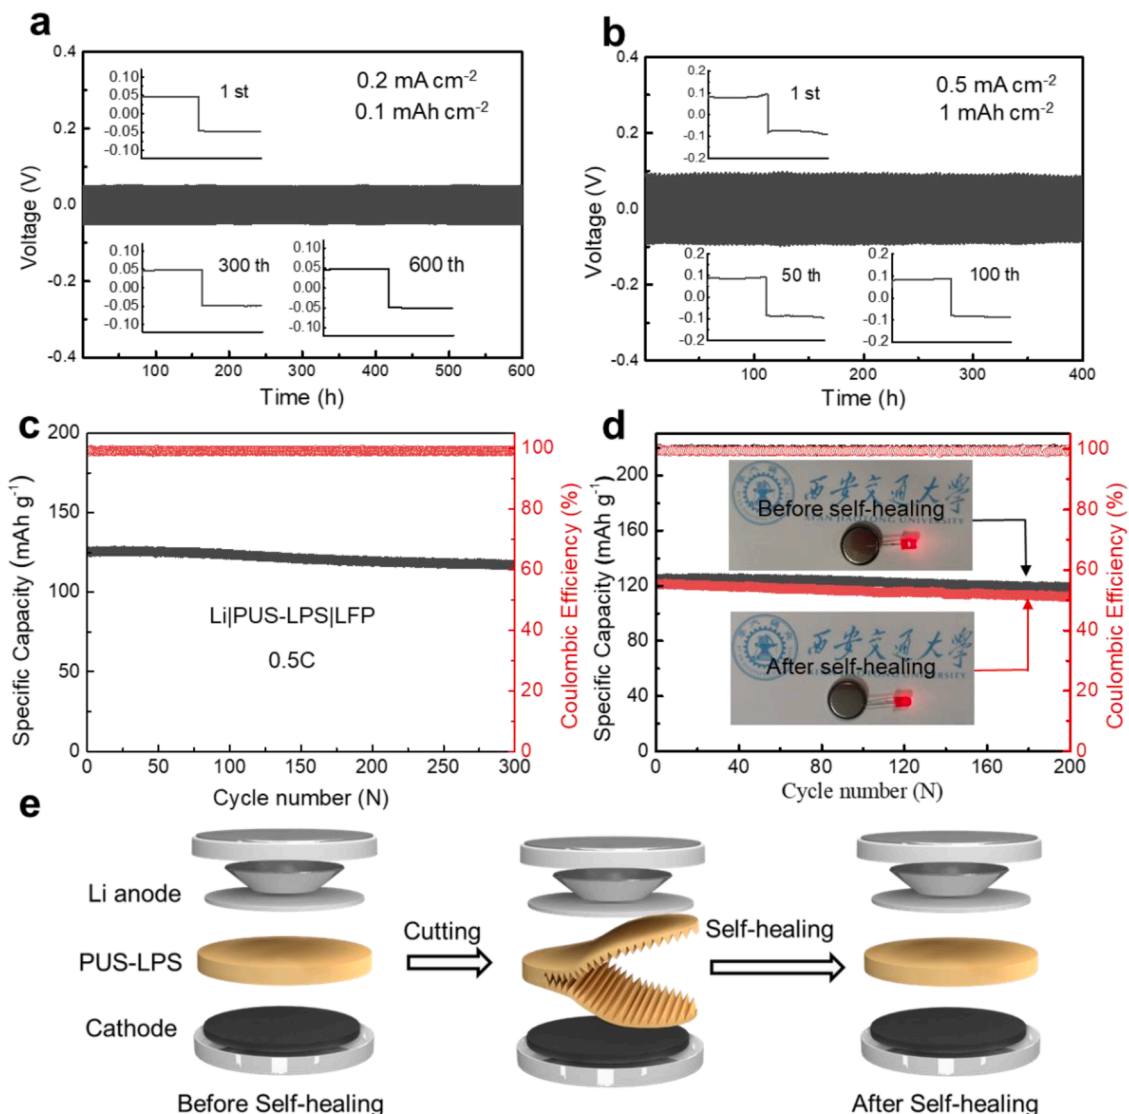 a
0.4
0.2
0.0
-0.2
-0.4
Voltage (V)
100
200
300
400
500
600
Time (h)
0.2 mA cm-2
0.1 mAh cm-2
0.10
0.05
0.00
-0.05
-0.10
1 st
0.10
0.05
0.00
-0.05
-0.10
300 th
0.10
0.05
0.00
-0.05
-0.10
600 th
b
0.4
0.2
0.0
-0.2
-0.4
Voltage (V)
100
200
300
400
Time (h)
0.5 mA cm-2
1 mAh cm-2
0.2
0.1
0.0
-0.1
-0.2
1 st
0.2
0.1
0.0
-0.1
-0.2
50 th
0.2
0.1
0.0
-0.1
-0.2
100 th
c
200
175
150
125
100
75
50
25
0
Specific Capacity (mAh g-1)
100
80
60
40
20
0
Coulombic Efficiency (%)
Li|PUS-LPS|LFP
0.5C
0
50
100
150
200
250
300
Cycle number (N)
d
200
160
120
80
40
0
Specific Capacity (mAh g-1)
100
80
60
40
20
0
Coulombic Efficiency (%)
西安交通大学
Before self-healing
XIAN JIAOTONG UNIVERSITY
西安交通大学
After self-healing
0
40
80
120
160
200
Cycle number (N)
e
Li anode
PUS-LPS
Cathode
Cutting
Self-healing
Before Self-healing
After Self-healing